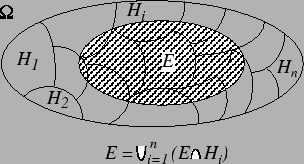 Ω
H_i
H_1
E
H_n
H_2
E = ⋃_{i=1}^{n} (E∩H_i)